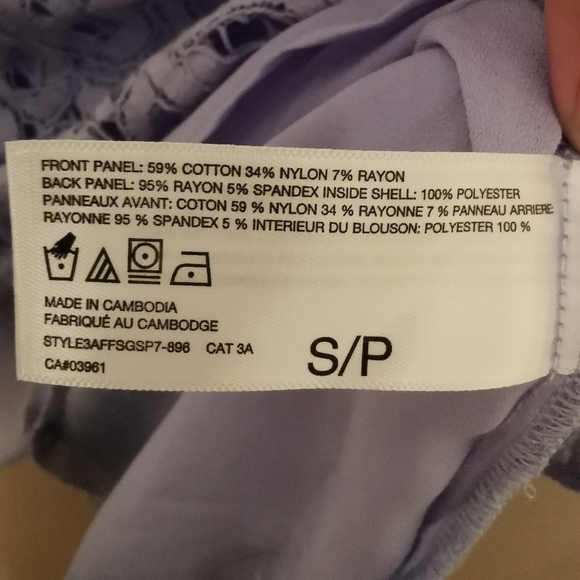 FRONT PANEL: 59% COTTON 34% NYLON 7% RAYON
BACK PANEL: 95% RAYON 5% SPANDEX INSIDE SHELL: 100% POLYESTER
PANNEAUX AVANT: COTON 59 % NYLON 34 % RAYONNE 7 % PANNEAU ARRIERE:
RAYONNE 95 % SPANDEX 5 % INTERIEUR DU BLOUSON: POLYESTER 100 %
MADE IN CAMBODIA
FABRIQUÉ AU CAMBODGE
STYLE3AFFSGSP7-896 CAT 3A
CA#03961
S/P